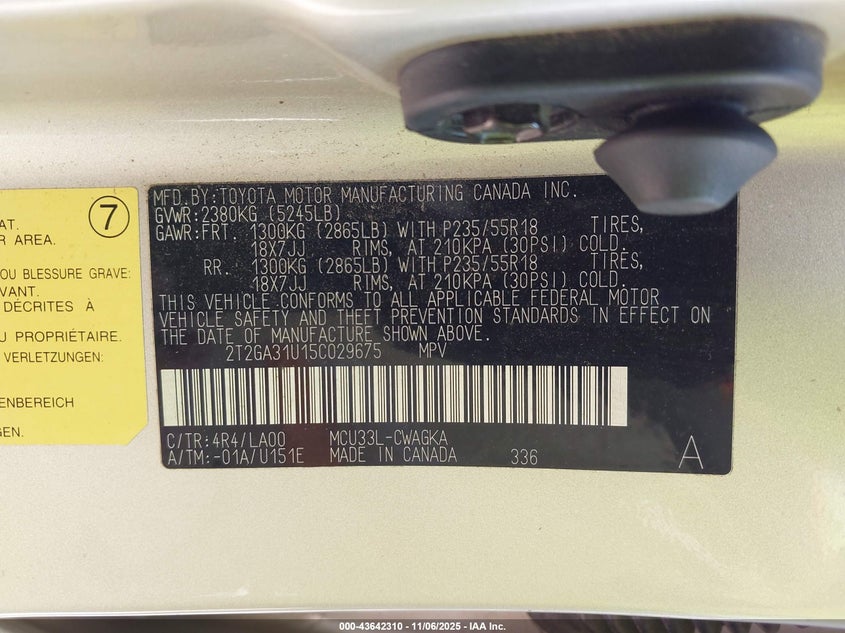 7
AT.
R AREA.
OU BLESSURE GRAVE:
VANT.
DÉCRITES À
U PROPRIÉTAIRE.
VERLETZUNGEN:
ENBEREICH
GEN.
MFD.BY:TOYOTA MOTOR MANUFACTURING CANADA INC.
GVWR:2380KG (5245LB)
GAWR:FRT. 1300KG (2865LB) WITH P235/55R18 TIRES,
18X7JJ RIMS, AT 210KPA (30PSI) COLD.
RR. 1300KG (2865LB) WITH P235/55R18 TIRES,
18X7JJ RIMS, AT 210KPA (30PSI) COLD.
THIS VEHICLE CONFORMS TO ALL APPLICABLE FEDERAL MOTOR
VEHICLE SAFETY AND THEFT PREVENTION STANDARDS IN EFFECT ON
THE DATE OF MANUFACTURE SHOWN ABOVE.
2T2GA31U15C029675 MPV
C/TR:4R4/LA00 MCU33L-CWAGKA
A/TM:-01A/U151E MADE IN CANADA 336 A
000-43642310 - 11/06/2025 - IAA Inc.